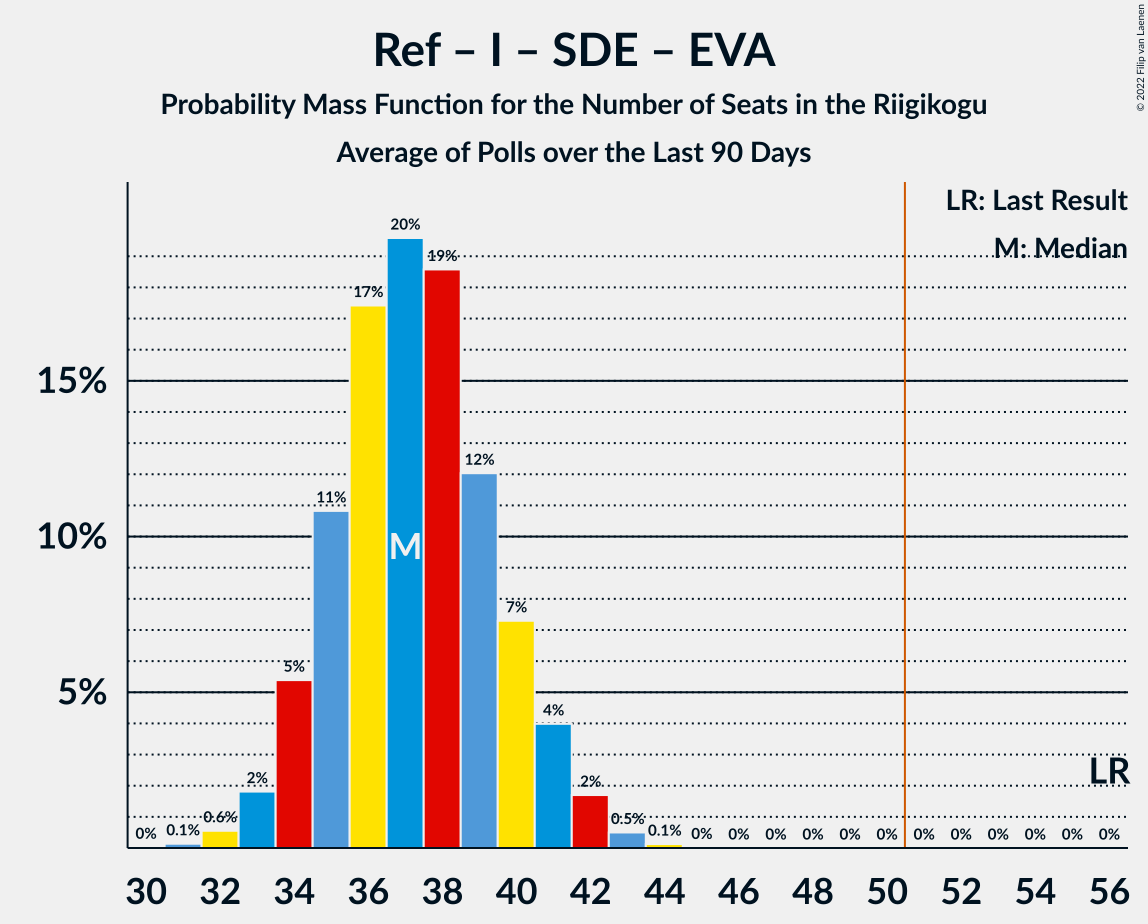 Ref – I – SDE – EVA
Probability Mass Function for the Number of Seats in the Riigikogu
Average of Polls over the Last 90 Days
© 2022 Filip van Laenen
LR: Last Result
M: Median
20%
19%
17%
15%
12%
11%
10%
M
7%
5%
5%
4%
LR
2%
2%
0% 0.1% 0.6% 0.5% 0.1% 0% 0% 0% 0% 0% 0% 0% 0% 0% 0% 0% 0%
30 32 34 36 38 40 42 44 46 48 50 52 54 56